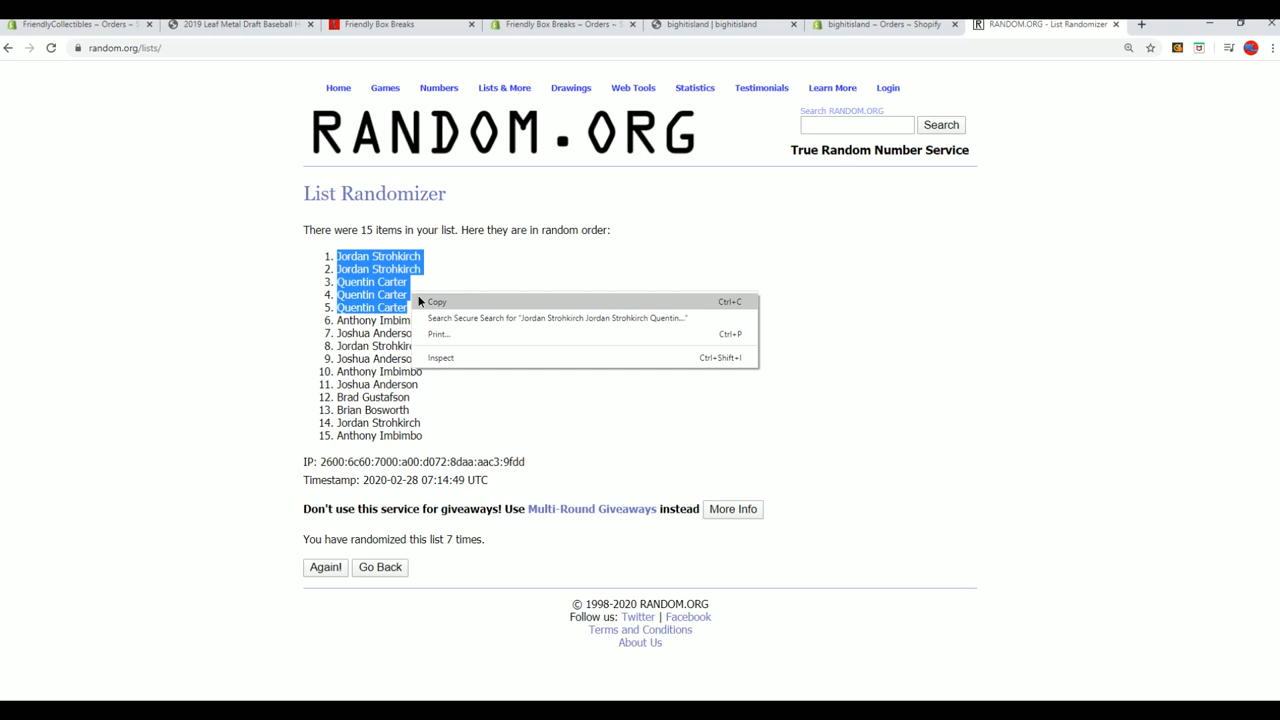 FriendlyCollectibles ~ Orders ~ S
2019 Leaf Metal Draft Baseball H
Friendly Box Breaks
Friendly Box Breaks ~ Orders ~ S
bighitisland | bighitisland
bighitisland ~ Orders ~ Shopify
RANDOM.ORG - List Randomizer
random.org/lists/
Home Games Numbers Lists & More Drawings Web Tools Statistics Testimonials Learn More Login
RANDOM.ORG
Search RANDOM.ORG
Search
True Random Number Service
List Randomizer
There were 15 items in your list. Here they are in random order:
1. Jordan Strohkirch
2. Jordan Strohkirch
3. Quentin Carter
4. Quentin Carter
5. Quentin Carter
6. Anthony Imbim
7. Joshua Anderso
8. Jordan Strohkir
9. Joshua Anderso
10. Anthony Imbimbo
11. Joshua Anderson
12. Brad Gustafson
13. Brian Bosworth
14. Jordan Strohkirch
15. Anthony Imbimbo
Copy Ctrl+C
Search Secure Search for "Jordan Strohkirch Jordan Strohkirch Quentin..."
Print... Ctrl+P
Inspect Ctrl+Shift+I
IP: 2600:6c60:7000:a00:d072:8daa:aac3:9fdd
Timestamp: 2020-02-28 07:14:49 UTC
Don't use this service for giveaways! Use Multi-Round Giveaways instead More Info
You have randomized this list 7 times.
Again! Go Back
© 1998-2020 RANDOM.ORG
Follow us: Twitter | Facebook
Terms and Conditions
About Us